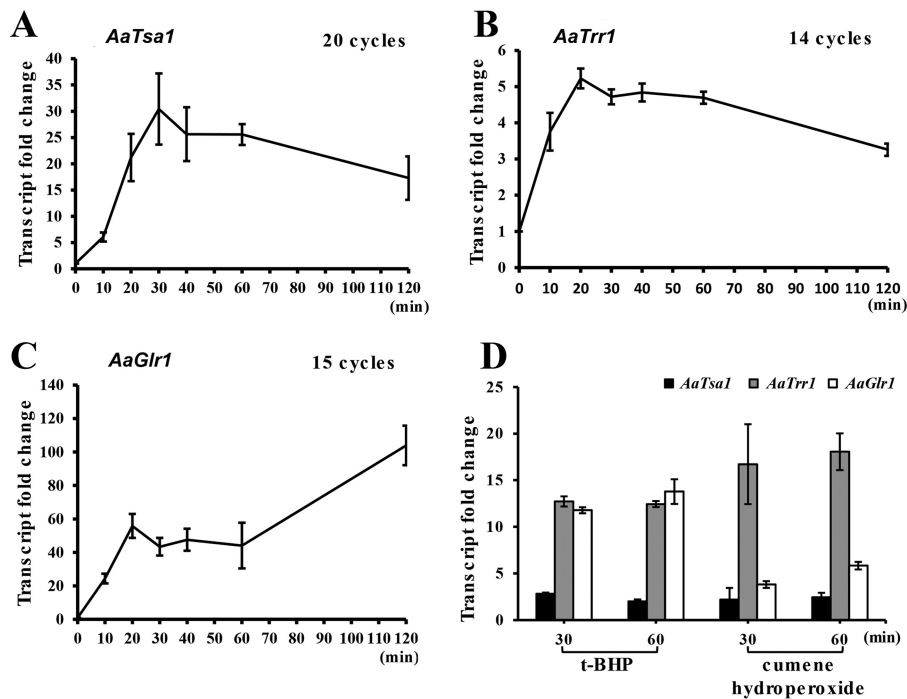 A
AaTsa1
20 cycles
Transcript fold change
40
35
30
25
20
15
10
5
0
0 10 20 30 40 50 60 70 80 90 100 110 120
(min)
B
AaTrr1
14 cycles
Transcript fold change
6
5
4
3
2
1
0
0 10 20 30 40 50 60 70 80 90 100 110 120
(min)
C
AaGlr1
15 cycles
Transcript fold change
140
120
100
80
60
40
20
0
0 10 20 30 40 50 60 70 80 90 100 110 120
(min)
D
AaTsa1 AaTrr1 AaGlr1
Transcript fold change
25
20
15
10
5
0
30 60 30 60 (min)
t-BHP cumene
hydroperoxide